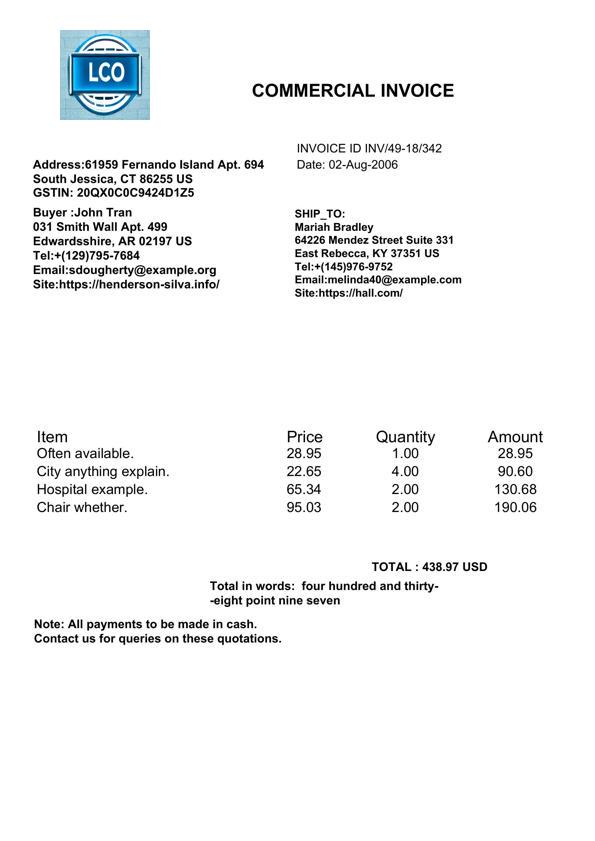 LCO
COMMERCIAL INVOICE
INVOICE ID INV/49-18/342
Date: 02-Aug-2006
Address:61959 Fernando Island Apt. 694
South Jessica, CT 86255 US
GSTIN: 20QX0C0C9424D1Z5
Buyer :John Tran
031 Smith Wall Apt. 499
Edwardsshire, AR 02197 US
Tel:+(129)795-7684
Email:sdougherty@example.org
Site:https://henderson-silva.info/
SHIP_TO:
Mariah Bradley
64226 Mendez Street Suite 331
East Rebecca, KY 37351 US
Tel:+(145)976-9752
Email:melinda40@example.com
Site:https://hall.com/
Item Price Quantity Amount
Often available. 28.95 1.00 28.95
City anything explain. 22.65 4.00 90.60
Hospital example. 65.34 2.00 130.68
Chair whether. 95.03 2.00 190.06
TOTAL : 438.97 USD
Total in words: four hundred and thirty-
-eight point nine seven
Note: All payments to be made in cash.
Contact us for queries on these quotations.